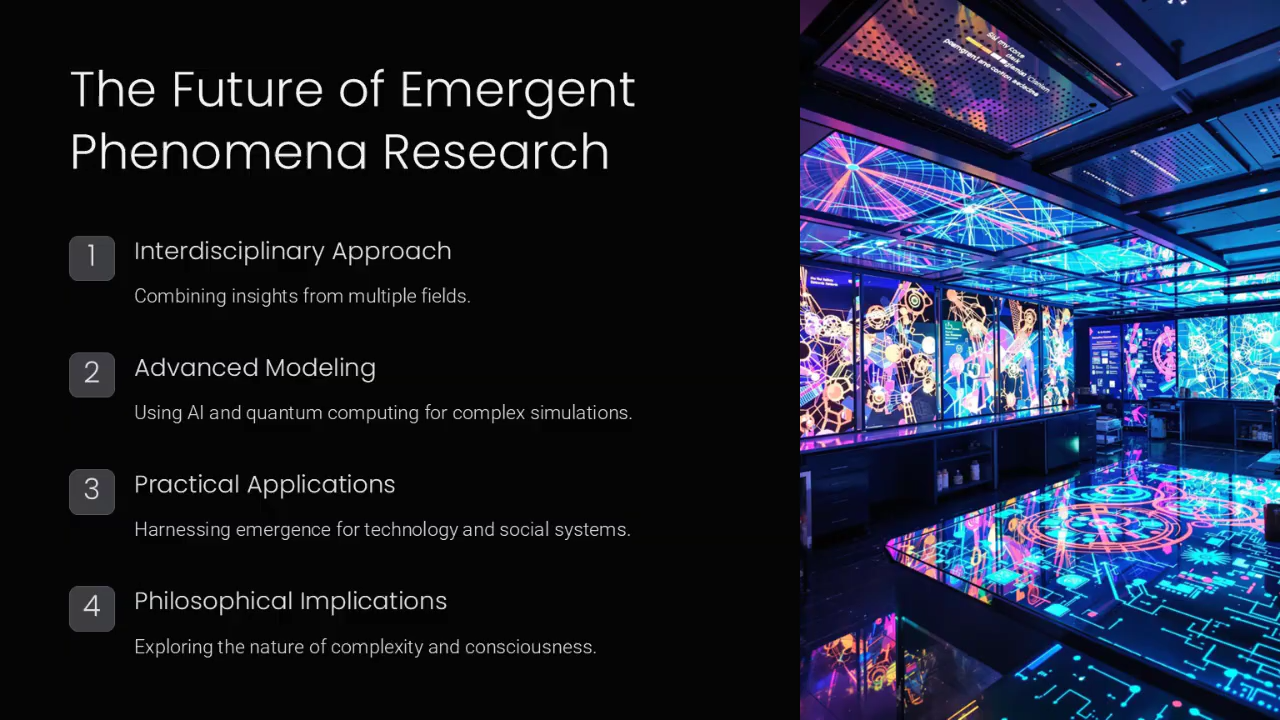 The Future of Emergent
Phenomena Research
1
Interdisciplinary Approach
Combining insights from multiple fields.
2
Advanced Modeling
Using AI and quantum computing for complex simulations.
3
Practical Applications
Harnessing emergence for technology and social systems.
4
Philosophical Implications
Exploring the nature of complexity and consciousness.